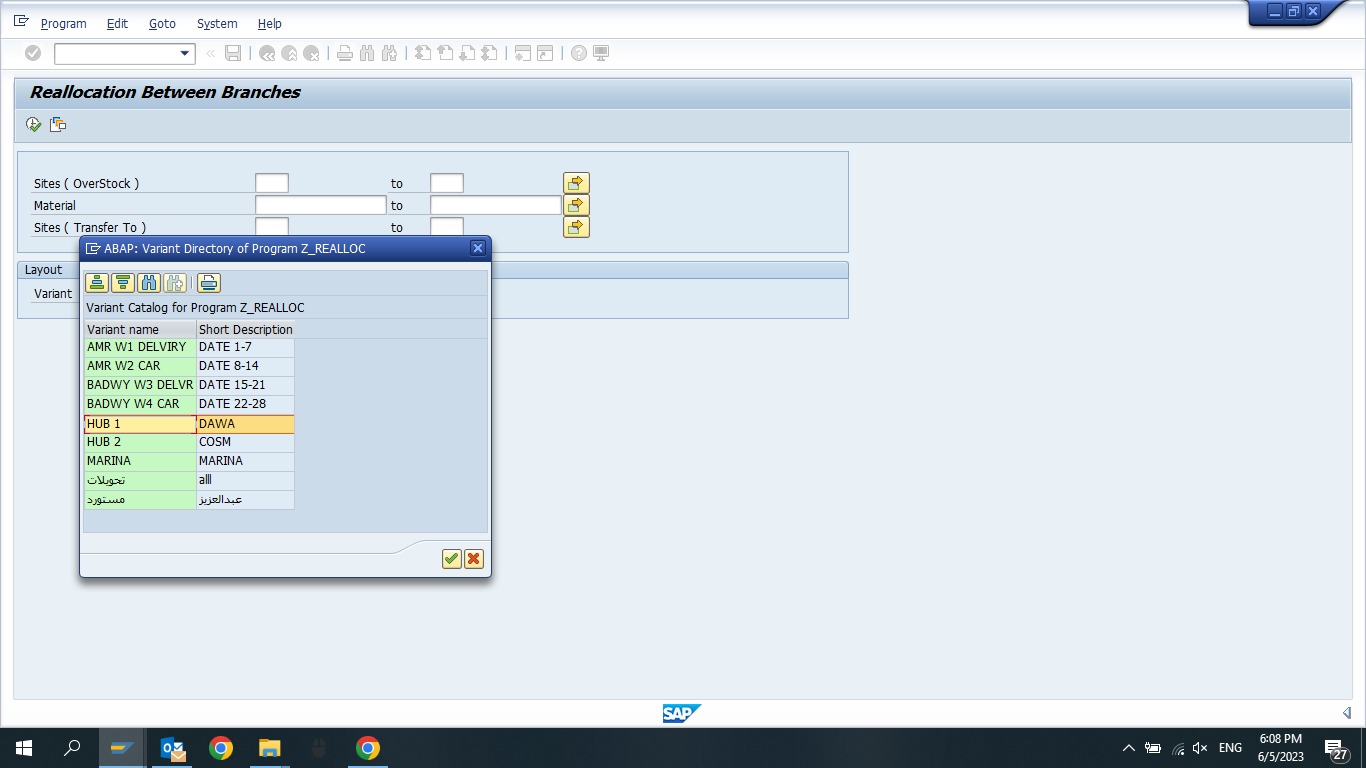 Program Edit Goto System Help
Reallocation Between Branches
Sites ( OverStock ) to
Material to
Sites ( Transfer To ) to
ABAP: Variant Directory of Program Z_REALLOC
Layout
Variant
Variant Catalog for Program Z_REALLOC
Variant name Short Description
AMR W1 DELVIRY DATE 1-7
AMR W2 CAR DATE 8-14
BADWY W3 DELVR DATE 15-21
BADWY W4 CAR DATE 22-28
HUB 1 DAWA
HUB 2 COSM
MARINA MARINA
تحويلات alll
مستورد عبدالعزيز
SAP
ENG
6:08 PM
6/5/2023
27